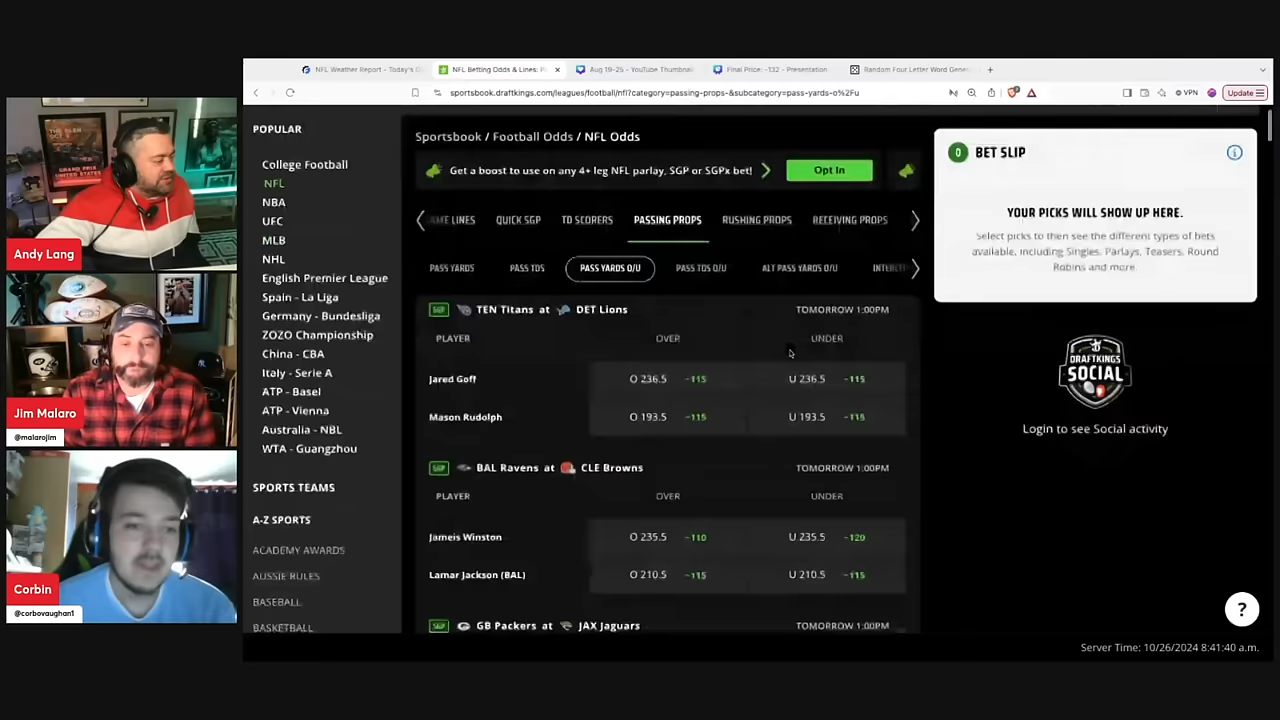 NFL Weather Report - Today's
NFL Betting Odds & Lines: P
Aug 19-25 - YouTube Thumbnail
Final Price: -132 - Presentation
Random Four Letter Word Gene
sportsbook.draftkings.com/leagues/football/nfl?category=passing-props-&subcategory=pass-yards-o%2Fu
VPN
Update
POPULAR
College Football
NFL
NBA
UFC
MLB
NHL
English Premier League
Spain - La Liga
Germany - Bundesliga
ZOZO Championship
China - CBA
Italy - Serie A
ATP - Basel
ATP - Vienna
Australia - NBL
WTA - Guangzhou
SPORTS TEAMS
A-Z SPORTS
ACADEMY AWARDS
AUSSIE RULES
BASEBALL
BASKETBALL
Sportsbook / Football Odds / NFL Odds
Get a boost to use on any 4+ leg NFL parlay, SGP or SGPx bet!
Opt In
AME LINES QUICK SGP TD SCORERS PASSING PROPS RUSHING PROPS RECEIVING PROPS
PASS YARDS PASS TDS PASS YARDS O/U PASS TDS O/U ALT PASS YARDS O/U INTERC
SGP TEN Titans at DET Lions TOMORROW 1:00PM
PLAYER OVER UNDER
Jared Goff O 236.5 -115 U 236.5 -115
Mason Rudolph O 193.5 -115 U 193.5 -115
SGP BAL Ravens at CLE Browns TOMORROW 1:00PM
PLAYER OVER UNDER
Jameis Winston O 235.5 -110 U 235.5 -120
Lamar Jackson (BAL) O 210.5 -115 U 210.5 -115
SGP GB Packers at JAX Jaguars TOMORROW 1:00PM
0 BET SLIP
YOUR PICKS WILL SHOW UP HERE.
Select picks to then see the different types of bets
available, including Singles, Parlays, Teasers, Round
Robins and more.
DRAFTKINGS
SOCIAL
Login to see Social activity
?
Server Time: 10/26/2024 8:41:40 a.m.
GRAND PRIX
UNITED STATES
Andy Lang
Jim Malaro
@malarojim
Corbin
@corbovaughan1